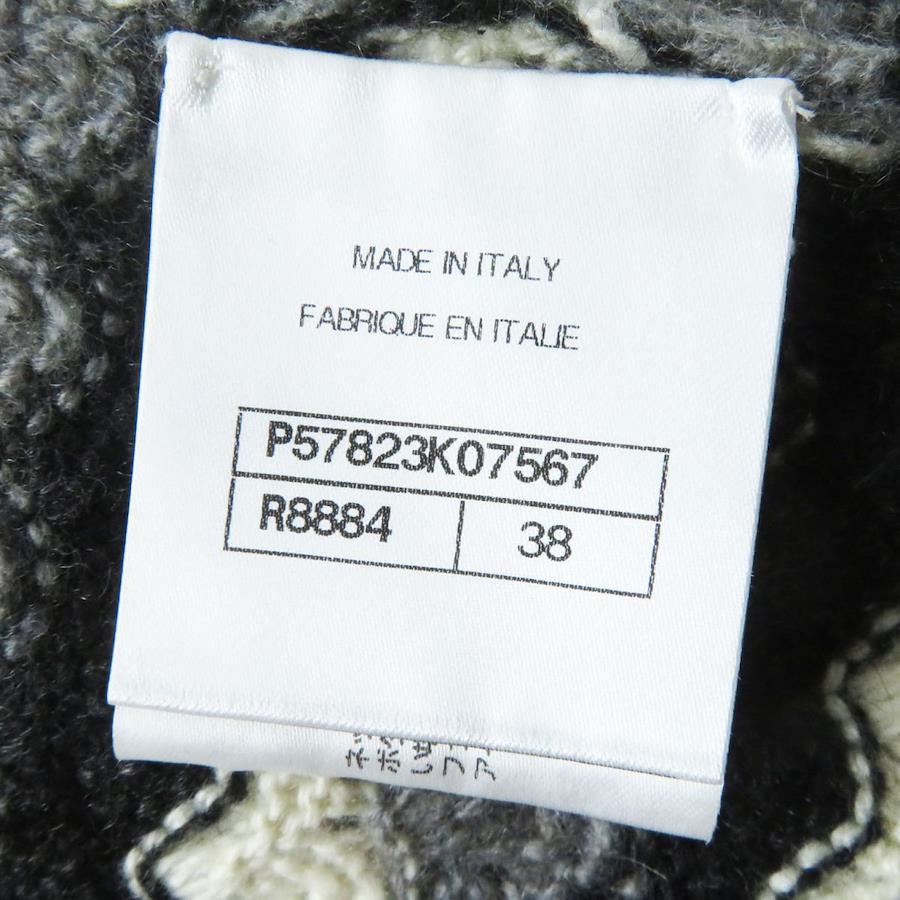 MADE IN ITALY
FABRIQUE EN ITALIE
P57823K07567
R8884 38